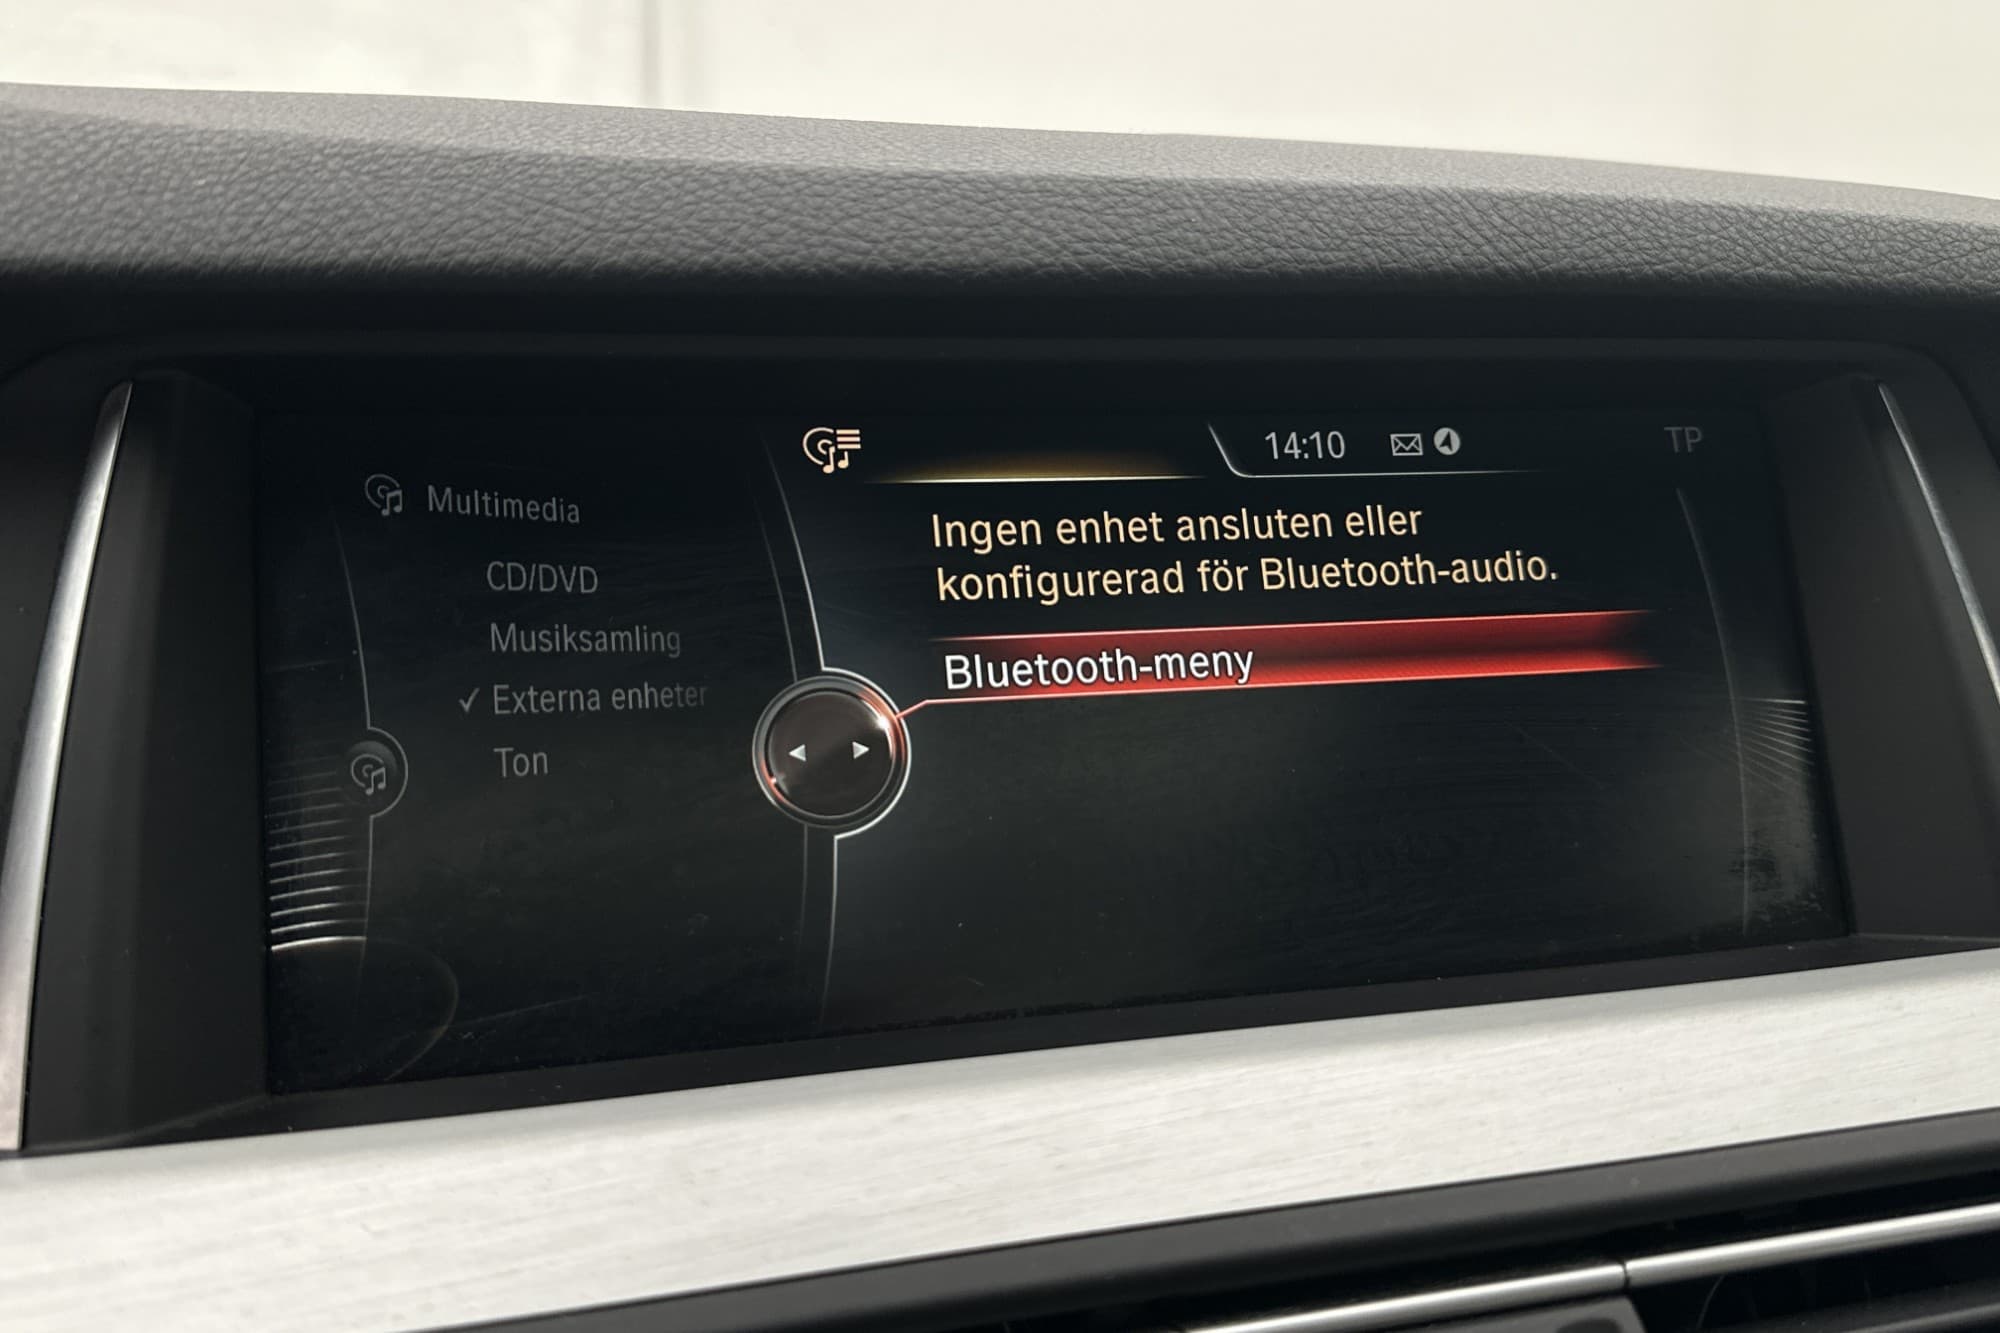 14:10
TP
Multimedia
CD/DVD
Musiksamling
✓ Externa enheter
Ton
Ingen enhet ansluten eller
konfigurerad för Bluetooth-audio.
Bluetooth-meny